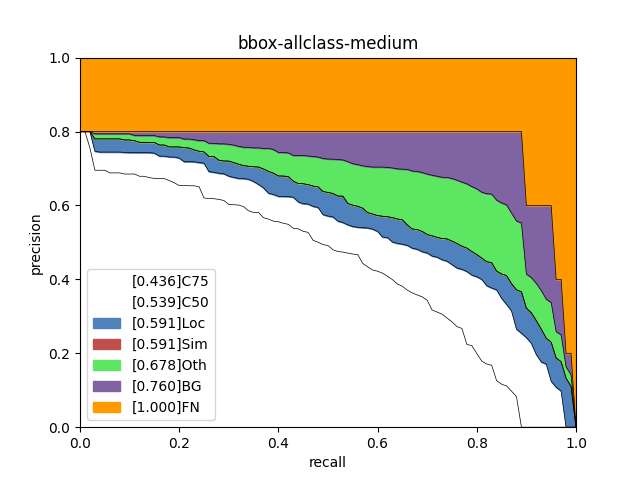 bbox-allclass-medium
1.0
0.8
0.6
0.4
0.2
0.0
precision
[0.436]C75
[0.539]C50
[0.591]Loc
[0.591]Sim
[0.678]Oth
[0.760]BG
[1.000]FN
0.0 0.2 0.4 0.6 0.8 1.0
recall